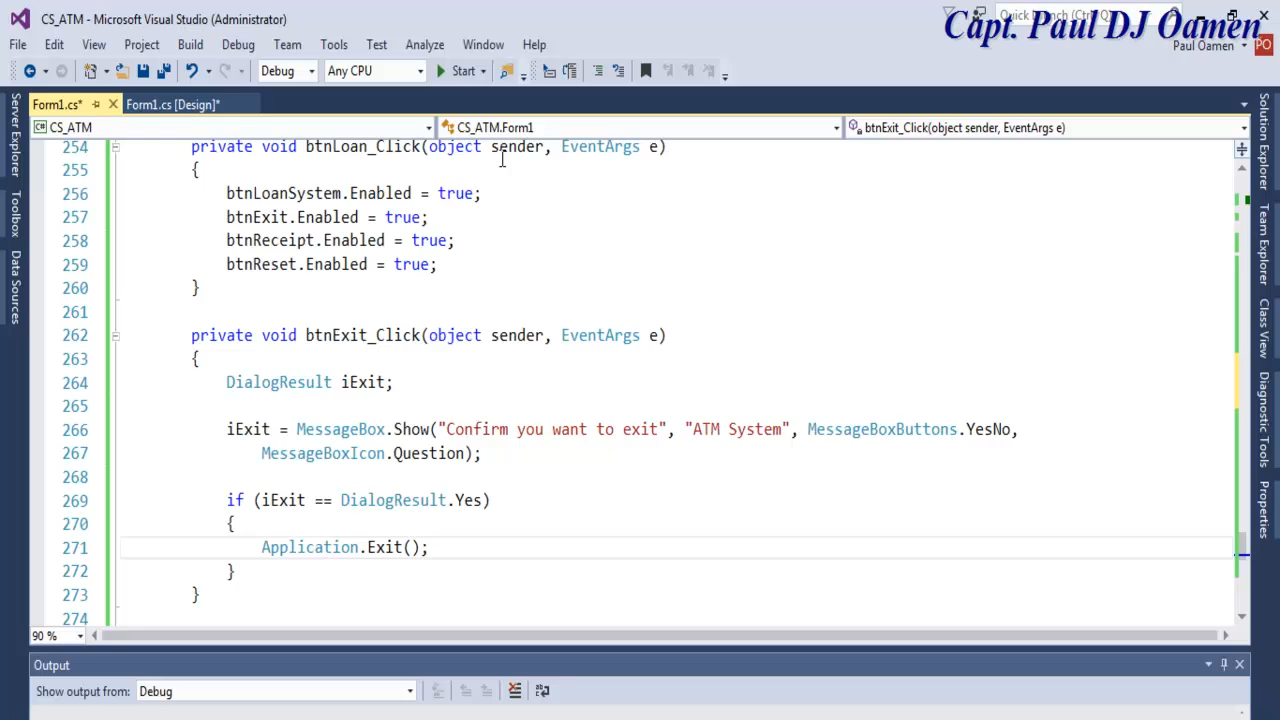 CS_ATM - Microsoft Visual Studio (Administrator)
Quick Launch (Ctrl+Q)
Capt. Paul DJ Oamen
File Edit View Project Build Debug Team Tools Test Analyze Window Help
Paul Oamen PO
Debug Any CPU Start
Form1.cs* Form1.cs [Design]*
CS_ATM CS_ATM.Form1 btnExit_Click(object sender, EventArgs e)
254 private void btnLoan_Click(object sender, EventArgs e)
255 {
256 btnLoanSystem.Enabled = true;
257 btnExit.Enabled = true;
258 btnReceipt.Enabled = true;
259 btnReset.Enabled = true;
260 }
261
262 private void btnExit_Click(object sender, EventArgs e)
263 {
264 DialogResult iExit;
265
266 iExit = MessageBox.Show("Confirm you want to exit", "ATM System", MessageBoxButtons.YesNo,
267 MessageBoxIcon.Question);
268
269 if (iExit == DialogResult.Yes)
270 {
271 Application.Exit();
272 }
273 }
274
90 %
Output
Show output from: Debug
Server Explorer
Toolbox
Data Sources
Solution Explorer
Team Explorer
Class View
Diagnostic Tools
Properties